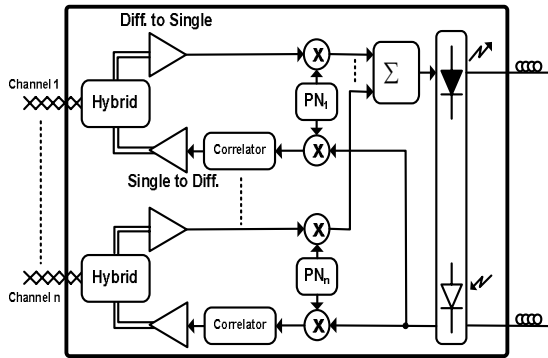 Diff. to Single
X
Σ
Channel 1
Hybrid
PN1
Correlator
X
Single to Diff.
X
Hybrid
PNn
Channel n
Correlator
X